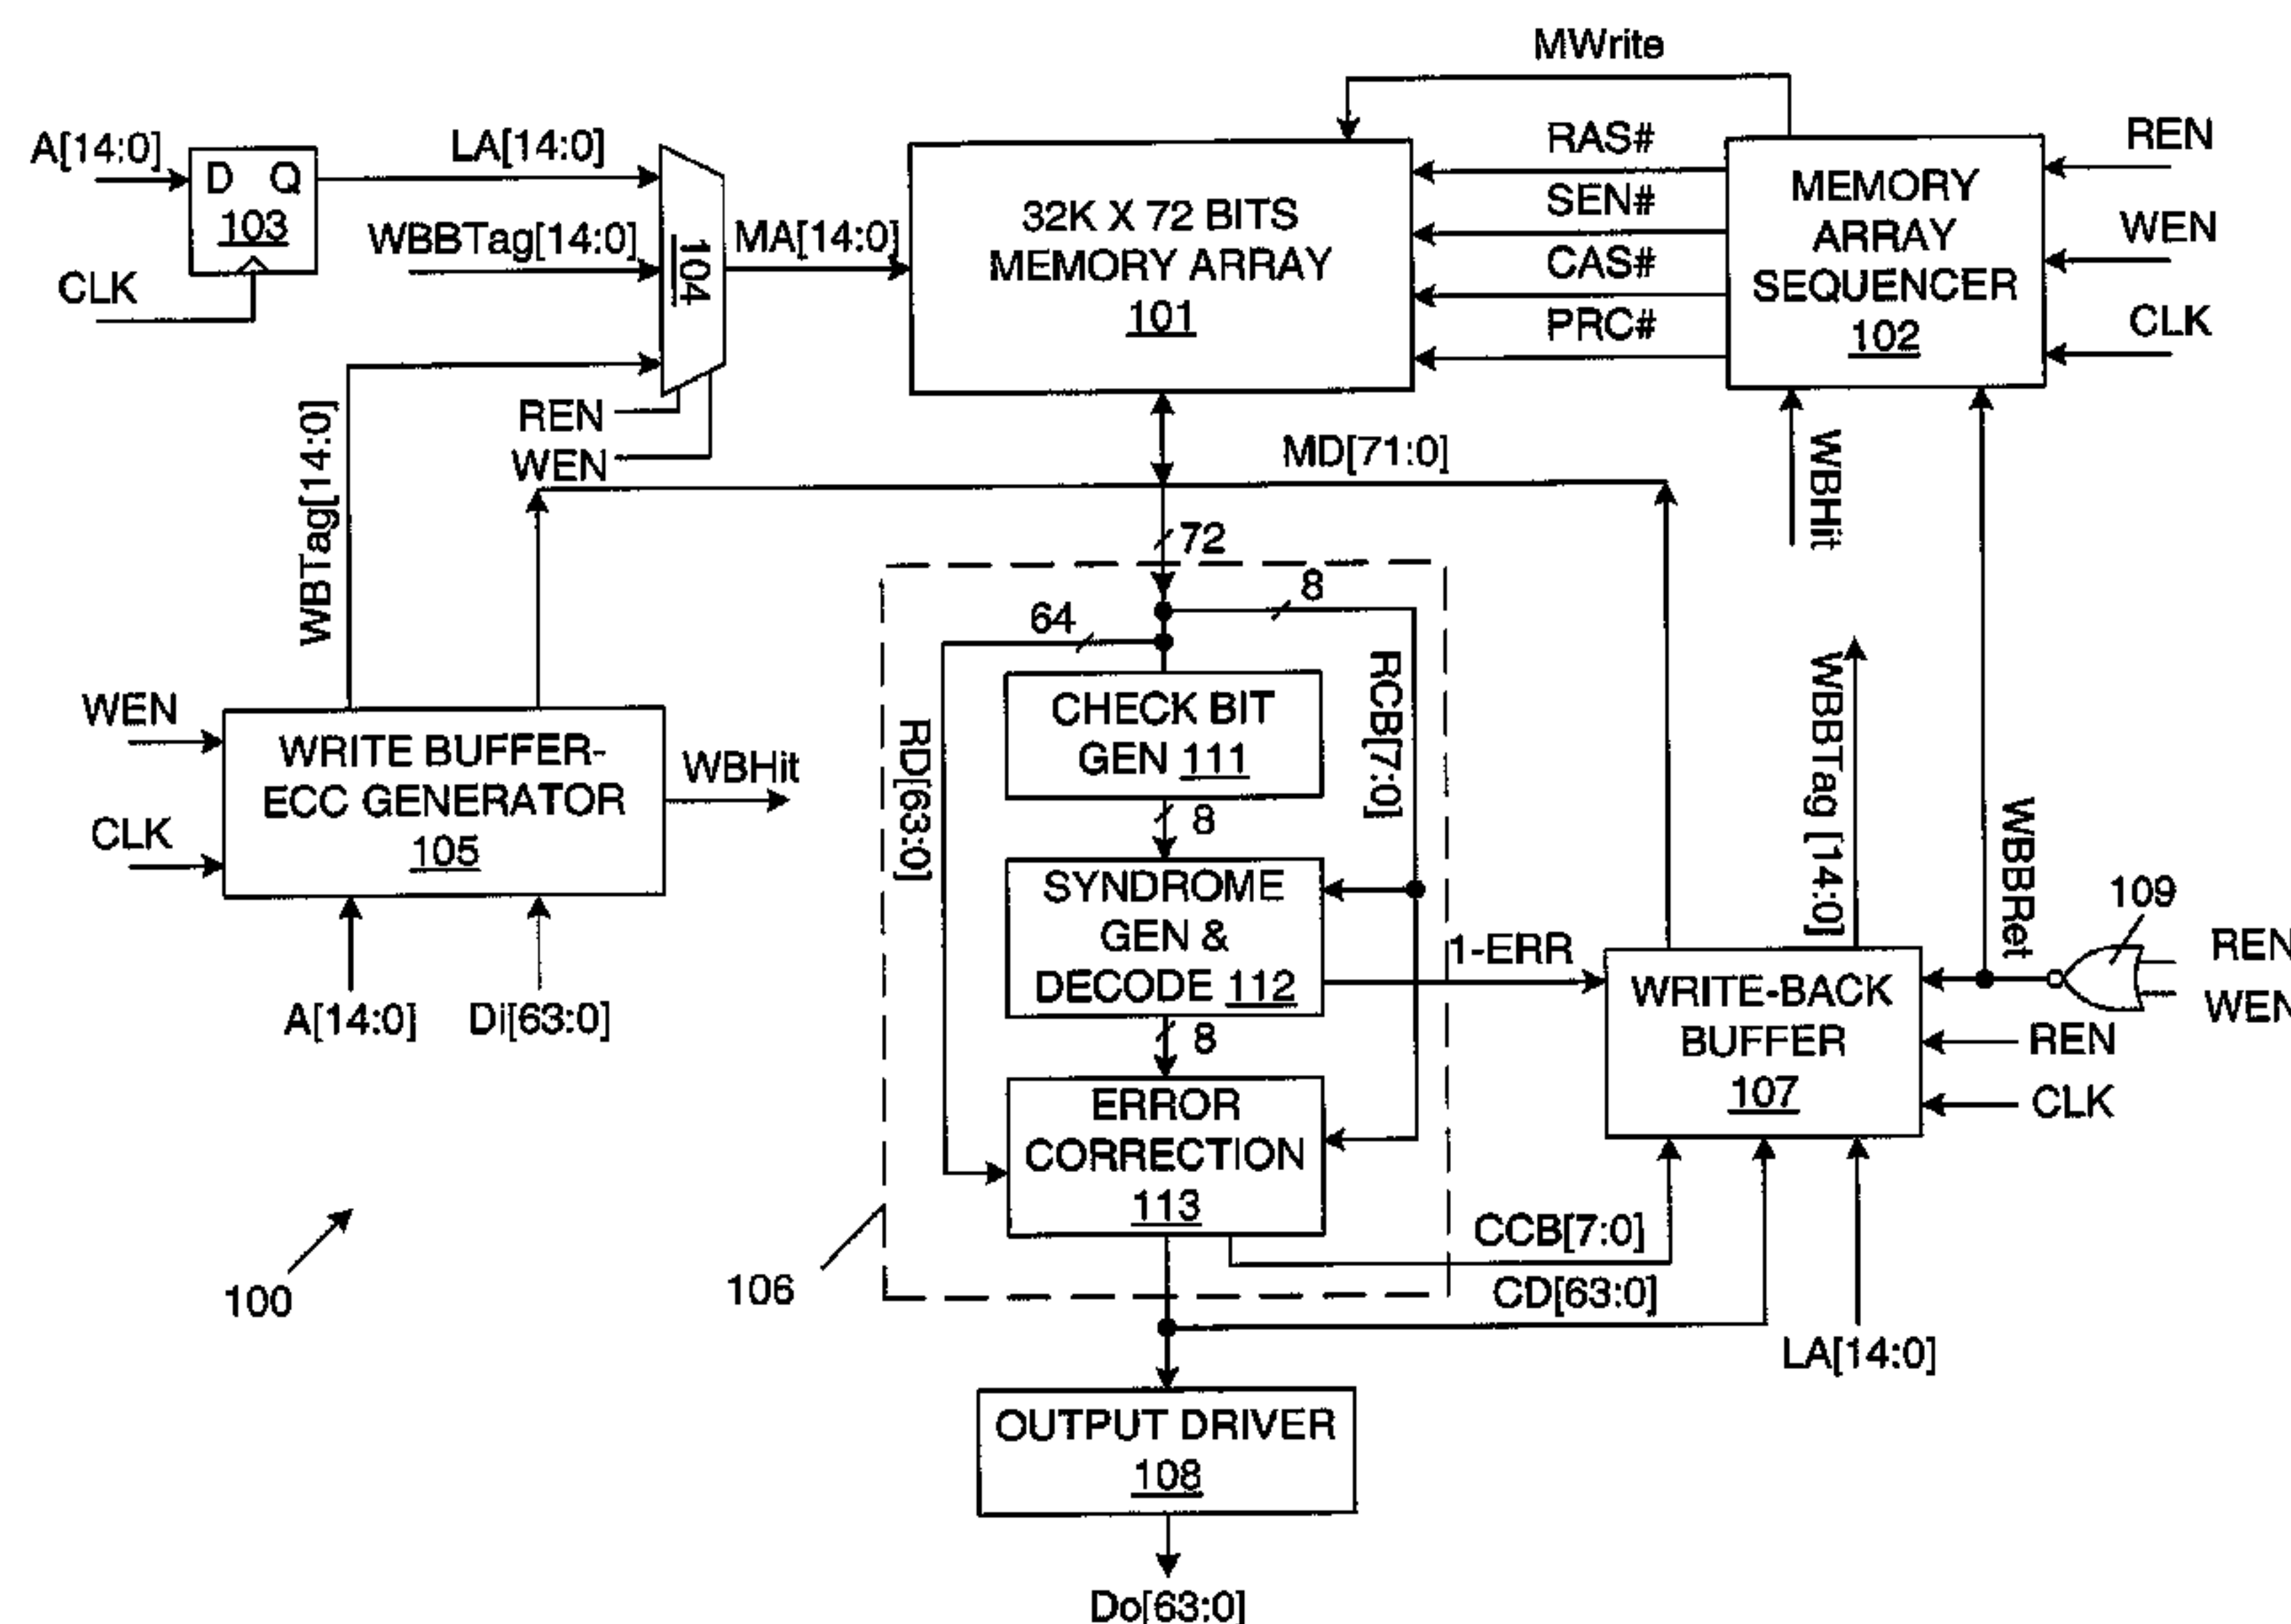 MWrite
A[14:0]
D Q
103
CLK
LA[14:0]
WBBTag[14:0]
104
MA[14:0]
REN
WEN
32K X 72 BITS
MEMORY ARRAY
101
RAS#
SEN#
CAS#
PRC#
MEMORY
ARRAY
SEQUENCER
102
REN
WEN
CLK
WBHit
WBTag[14:0]
MD[71:0]
72
8
64
RD[63:0]
RCB[7:0]
CHECK BIT
GEN 111
8
SYNDROME
GEN &
DECODE 112
8
ERROR
CORRECTION
113
106
WEN
CLK
WRITE BUFFER-
ECC GENERATOR
105
WBHit
A[14:0]
Di[63:0]
1-ERR
WBBTag [14:0]
WBBRet
109
REN
WEN
WRITE-BACK
BUFFER
107
REN
CLK
CCB[7:0]
CD[63:0]
LA[14:0]
100
OUTPUT DRIVER
108
Do[63:0]